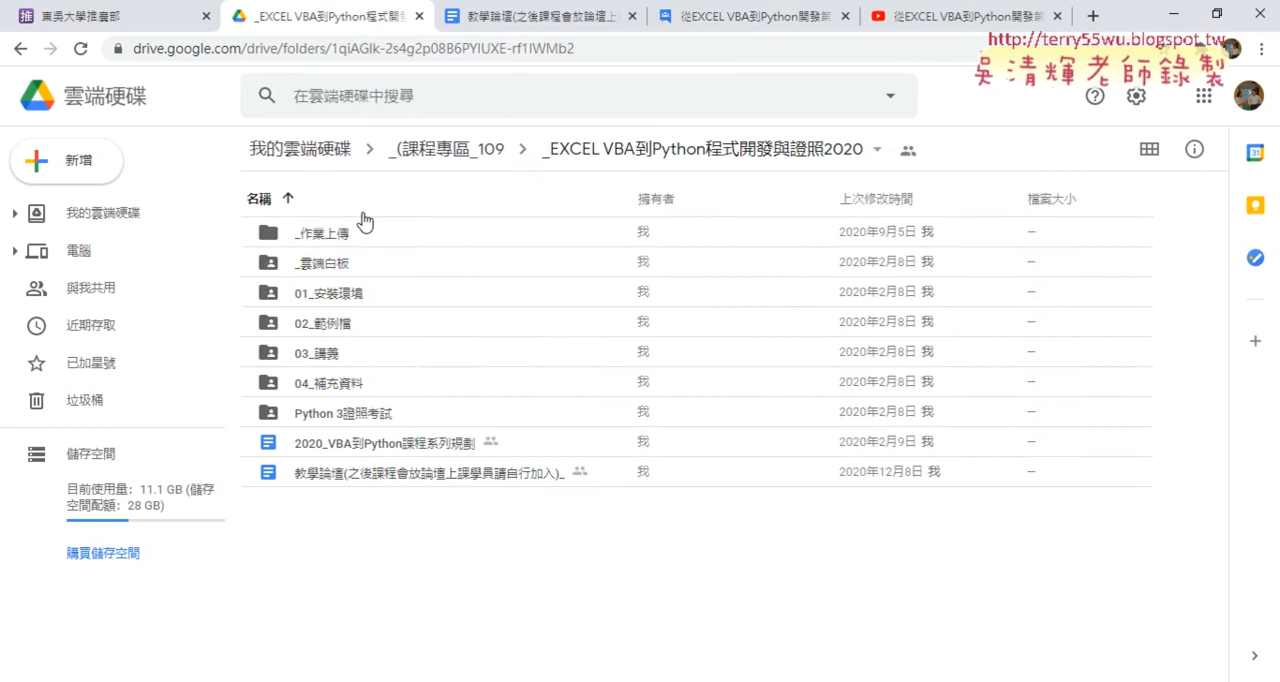 東吳大學推廣部
_EXCEL VBA到Python程式開發
教學論壇(之後課程會放論壇上
從EXCEL VBA到Python開發
從EXCEL VBA到Python開發
drive.google.com/drive/folders/1qiAGlk-2s4g2p08B6PYlUXE-rf1IWMb2
http://terry55wu.blogspot.tw
吳清輝老師錄製
雲端硬碟
在雲端硬碟中搜尋
新增
我的雲端硬碟 > _(課程專區_109 > _EXCEL VBA到Python程式開發與證照2020
名稱 擁有者 上次修改時間 檔案大小
_作業上傳 我 2020年9月5日 我 –
_雲端白板 我 2020年2月8日 我 –
01_安裝環境 我 2020年2月8日 我 –
02_範例檔 我 2020年2月8日 我 –
03_講義 我 2020年2月8日 我 –
04_補充資料 我 2020年2月8日 我 –
Python 3證照考試 我 2020年2月8日 我 –
2020_VBA到Python課程系列規劃 我 2020年2月9日 我 –
教學論壇(之後課程會放論壇上課學員請自行加入)_ 我 2020年12月8日 我 –
我的雲端硬碟
電腦
與我共用
近期存取
已加星號
垃圾桶
儲存空間
目前使用量：11.1 GB (儲存
空間配額：28 GB)
購買儲存空間
31